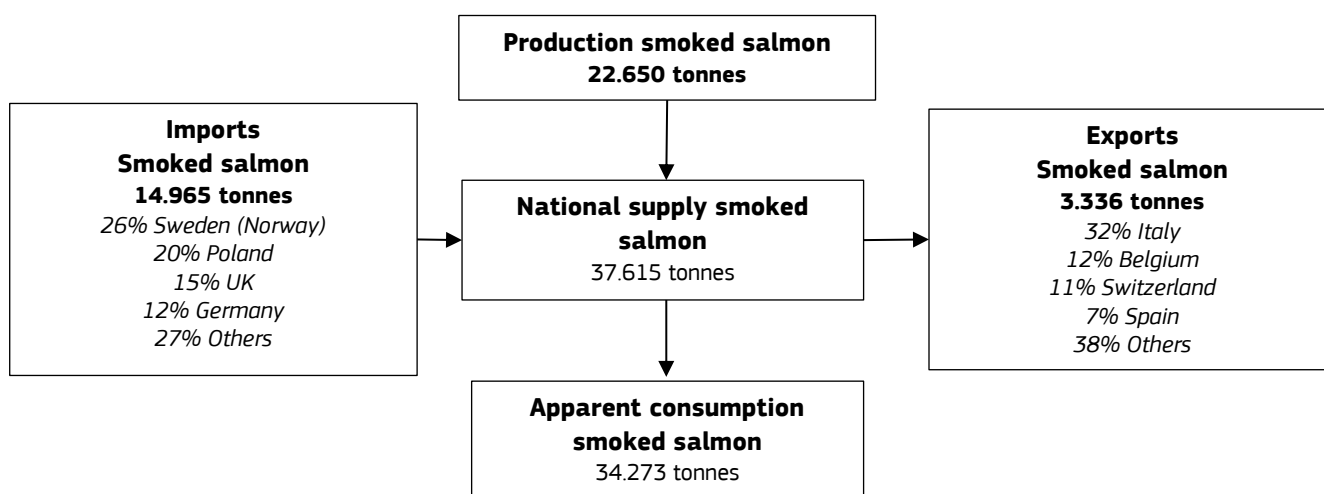 Production smoked salmon
22.650 tonnes
Imports
Smoked salmon
14.965 tonnes
26% Sweden (Norway)
20% Poland
15% UK
12% Germany
27% Others
National supply smoked
salmon
37.615 tonnes
Exports
Smoked salmon
3.336 tonnes
32% Italy
12% Belgium
11% Switzerland
7% Spain
38% Others
Apparent consumption
smoked salmon
34.273 tonnes